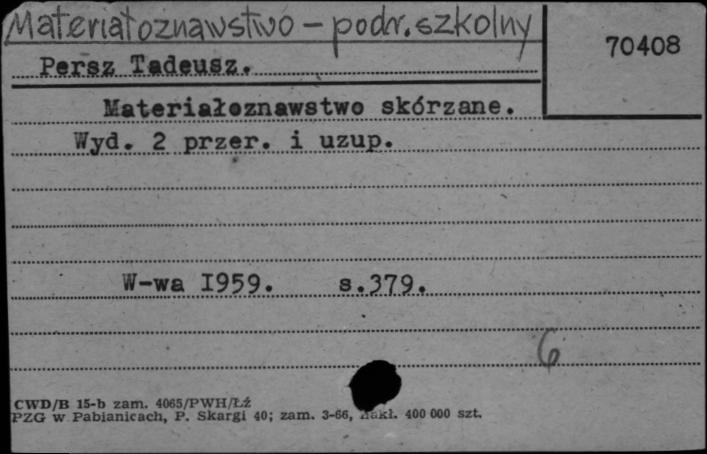 Materiałoznawstwo – podr. szkolny
70408
Persz Tadeusz.
Materiałoznawstwo skórzane.
Wyd. 2 przer. i uzup.
W-wa I959. s.379.
6
CWD/B 15-b zam. 4065/PWH/Łź
PZG w Pabianicach, P. Skargi 40; zam. 3-66, nakł. 400 000 szt.